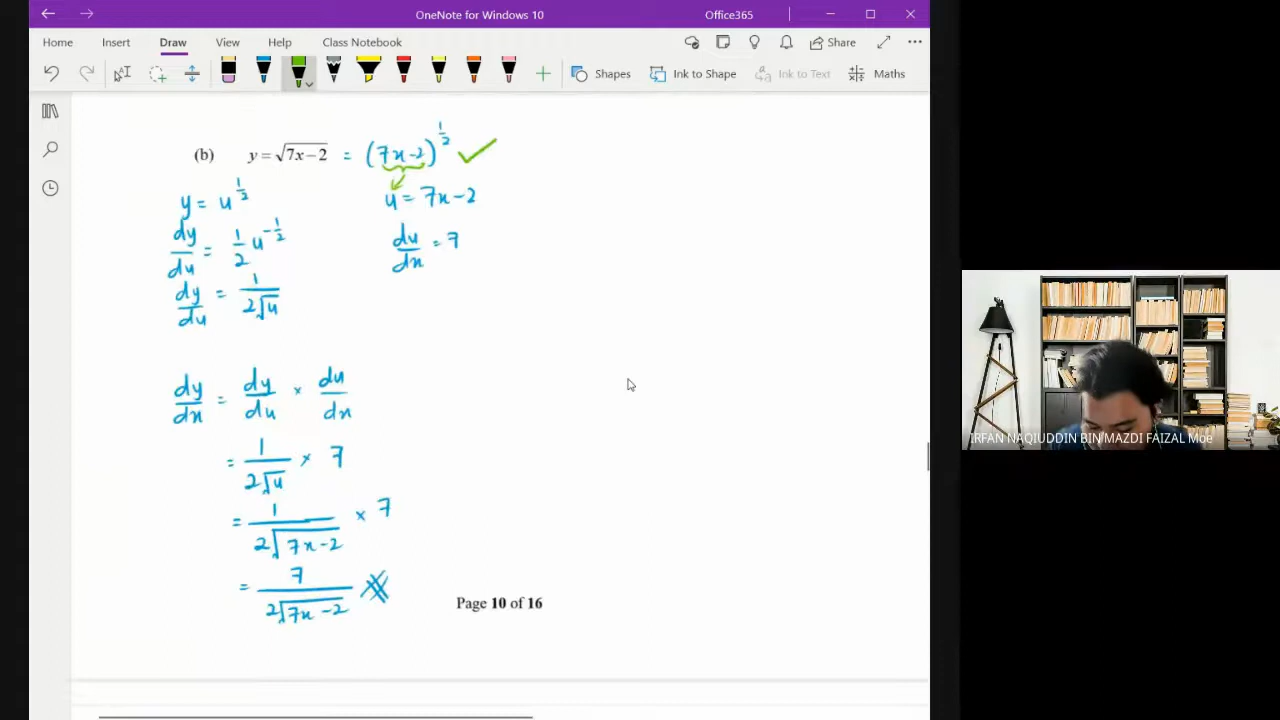 OneNote for Windows 10 Office365
Home Insert Draw View Help Class Notebook Share
Shapes Ink to Shape Ink to Text Maths
(b) y = √7x−2 = (7x−2)^1/2 ✓
y = u^1/2 u = 7x−2
dy/du = 1/2 u^−1/2 du/dx = 7
dy/du = 1/2√u
dy/dx = dy/du × du/dx
= 1/2√u × 7
= 1/2√7x−2 × 7
= 7/2√7x−2
Page 10 of 16
IRFAN NAQIUDDIN BIN MAZDI FAIZAL Moe